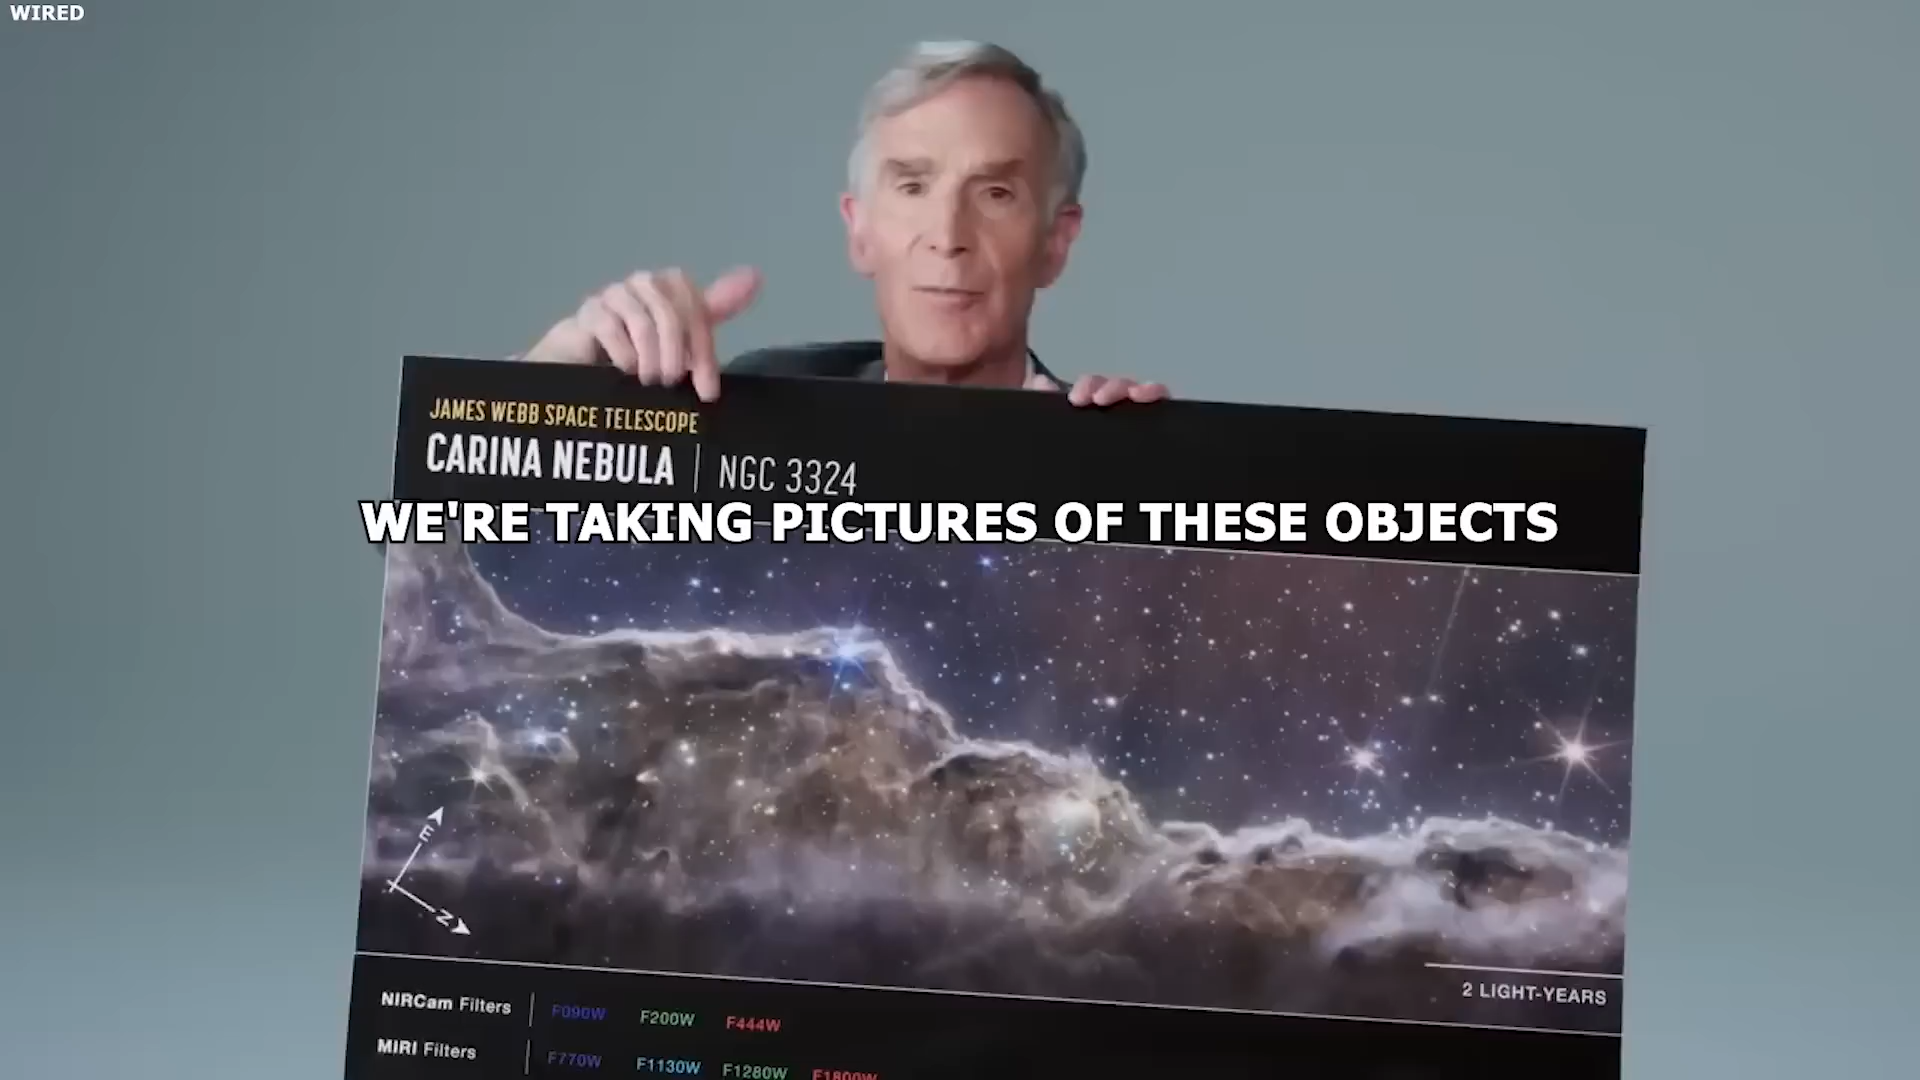 WIRED
JAMES WEBB SPACE TELESCOPE
CARINA NEBULA | NGC 3324
WE'RE TAKING PICTURES OF THESE OBJECTS
E
N
2 LIGHT-YEARS
NIRCam Filters | F090W F200W F444W
MIRI Filters | F770W F1130W F1280W F1800W